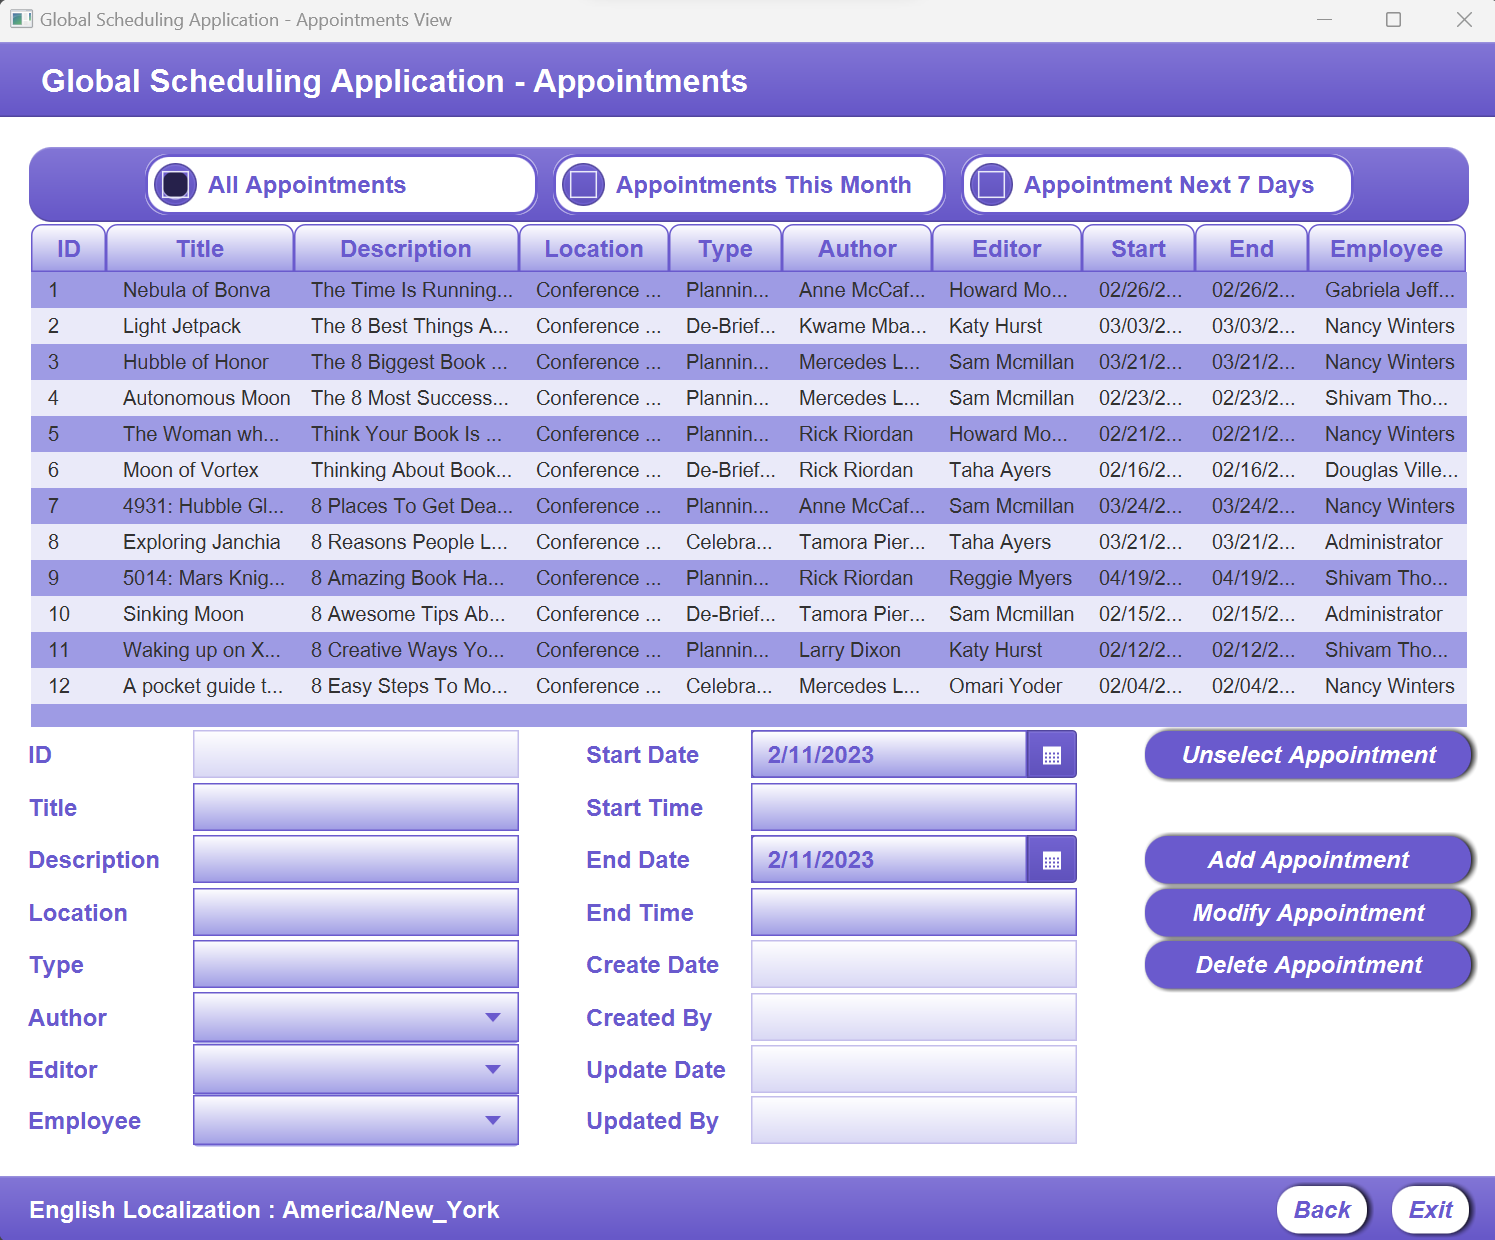 Global Scheduling Application - Appointments View
Global Scheduling Application - Appointments
All Appointments Appointments This Month Appointment Next 7 Days
ID Title Description Location Type Author Editor Start End Employee
1 Nebula of Bonva The Time Is Running... Conference ... Plannin... Anne McCaf... Howard Mo... 02/26/2... 02/26/2... Gabriela Jeff...
2 Light Jetpack The 8 Best Things A... Conference ... De-Brief... Kwame Mba... Katy Hurst 03/03/2... 03/03/2... Nancy Winters
3 Hubble of Honor The 8 Biggest Book ... Conference ... Plannin... Mercedes L... Sam Mcmillan 03/21/2... 03/21/2... Nancy Winters
4 Autonomous Moon The 8 Most Success... Conference ... Plannin... Mercedes L... Sam Mcmillan 02/23/2... 02/23/2... Shivam Tho...
5 The Woman wh... Think Your Book Is ... Conference ... Plannin... Rick Riordan Howard Mo... 02/21/2... 02/21/2... Nancy Winters
6 Moon of Vortex Thinking About Book... Conference ... De-Brief... Rick Riordan Taha Ayers 02/16/2... 02/16/2... Douglas Ville...
7 4931: Hubble Gl... 8 Places To Get Dea... Conference ... Plannin... Anne McCaf... Sam Mcmillan 03/24/2... 03/24/2... Nancy Winters
8 Exploring Janchia 8 Reasons People L... Conference ... Celebra... Tamora Pier... Taha Ayers 03/21/2... 03/21/2... Administrator
9 5014: Mars Knig... 8 Amazing Book Ha... Conference ... Plannin... Rick Riordan Reggie Myers 04/19/2... 04/19/2... Shivam Tho...
10 Sinking Moon 8 Awesome Tips Ab... Conference ... De-Brief... Tamora Pier... Sam Mcmillan 02/15/2... 02/15/2... Administrator
11 Waking up on X... 8 Creative Ways Yo... Conference ... Plannin... Larry Dixon Katy Hurst 02/12/2... 02/12/2... Shivam Tho...
12 A pocket guide t... 8 Easy Steps To Mo... Conference ... Celebra... Mercedes L... Omari Yoder 02/04/2... 02/04/2... Nancy Winters
ID Start Date 2/11/2023 Unselect Appointment
Title Start Time
Description End Date 2/11/2023 Add Appointment
Location End Time Modify Appointment
Type Create Date Delete Appointment
Author Created By
Editor Update Date
Employee Updated By
English Localization : America/New_York Back Exit